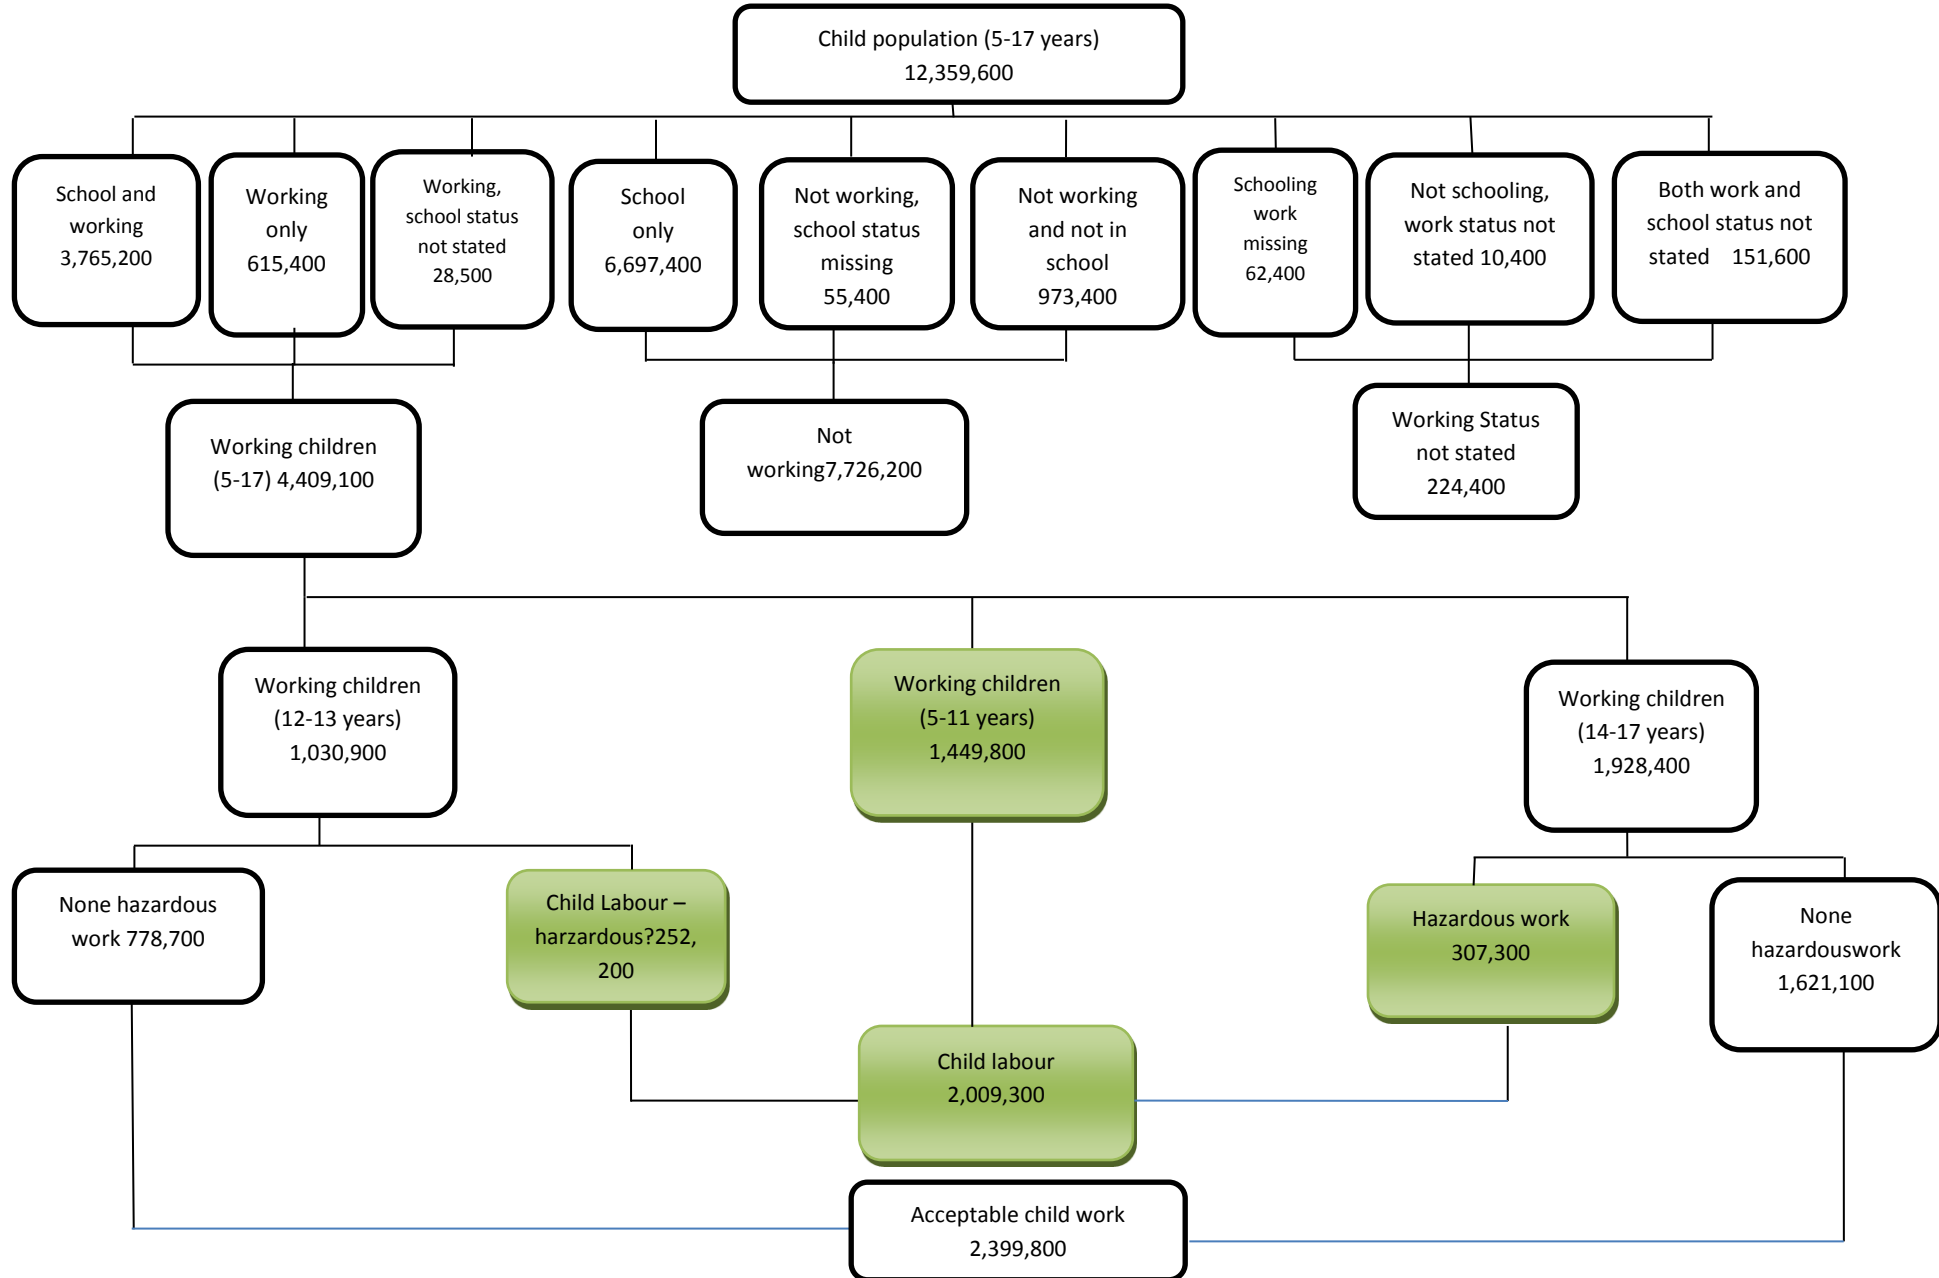 Child population (5-17 years)
12,359,600
School and
working
3,765,200
Working
only
615,400
Working,
school status
not stated
28,500
School
only
6,697,400
Not working,
school status
missing
55,400
Not working
and not in
school
973,400
Schooling
work
missing
62,400
Not schooling,
work status not
stated 10,400
Both work and
school status not
stated 151,600
Working children
(5-17) 4,409,100
Not
working7,726,200
Working Status
not stated
224,400
Working children
(12-13 years)
1,030,900
Working children
(5-11 years)
1,449,800
Working children
(14-17 years)
1,928,400
None hazardous
work 778,700
Child Labour –
harzardous?252,
200
Hazardous work
307,300
None
hazardouswork
1,621,100
Child labour
2,009,300
Acceptable child work
2,399,800